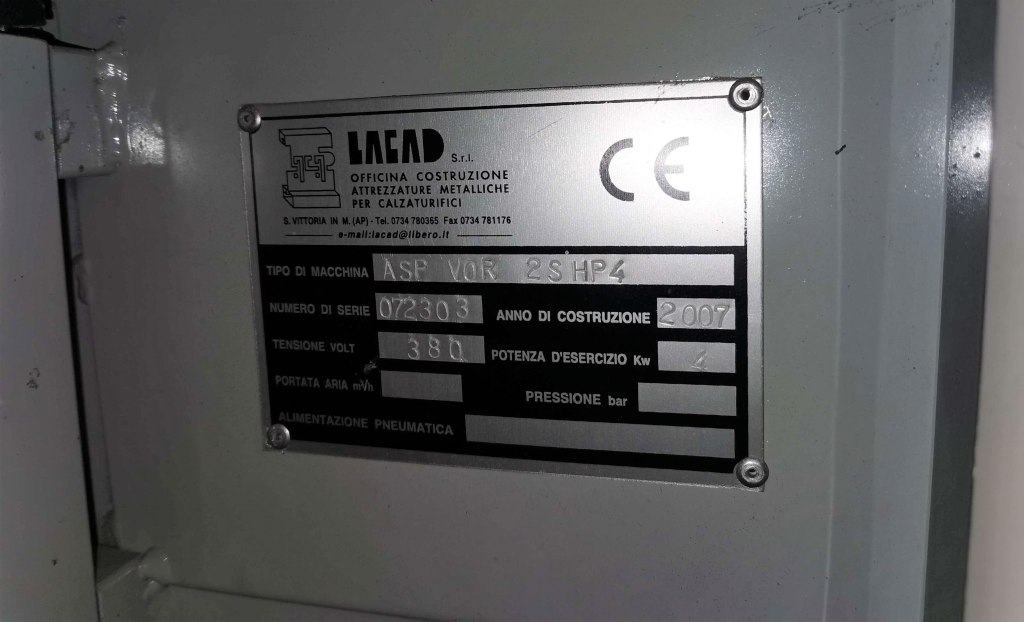 LACAD S.r.l.
OFFICINA COSTRUZIONE
ATTREZZATURE METALLICHE
PER CALZATURIFICI
S. VITTORIA IN M. (AP) - Tel. 0734 780365 Fax 0734 781176
e-mail:lacad@libero.it
CE
TIPO DI MACCHINA ASP VOR 2S HP4
NUMERO DI SERIE 072303 ANNO DI COSTRUZIONE 2007
TENSIONE VOLT 380 POTENZA D'ESERCIZIO Kw
PORTATA ARIA m³/h PRESSIONE bar
ALIMENTAZIONE PNEUMATICA